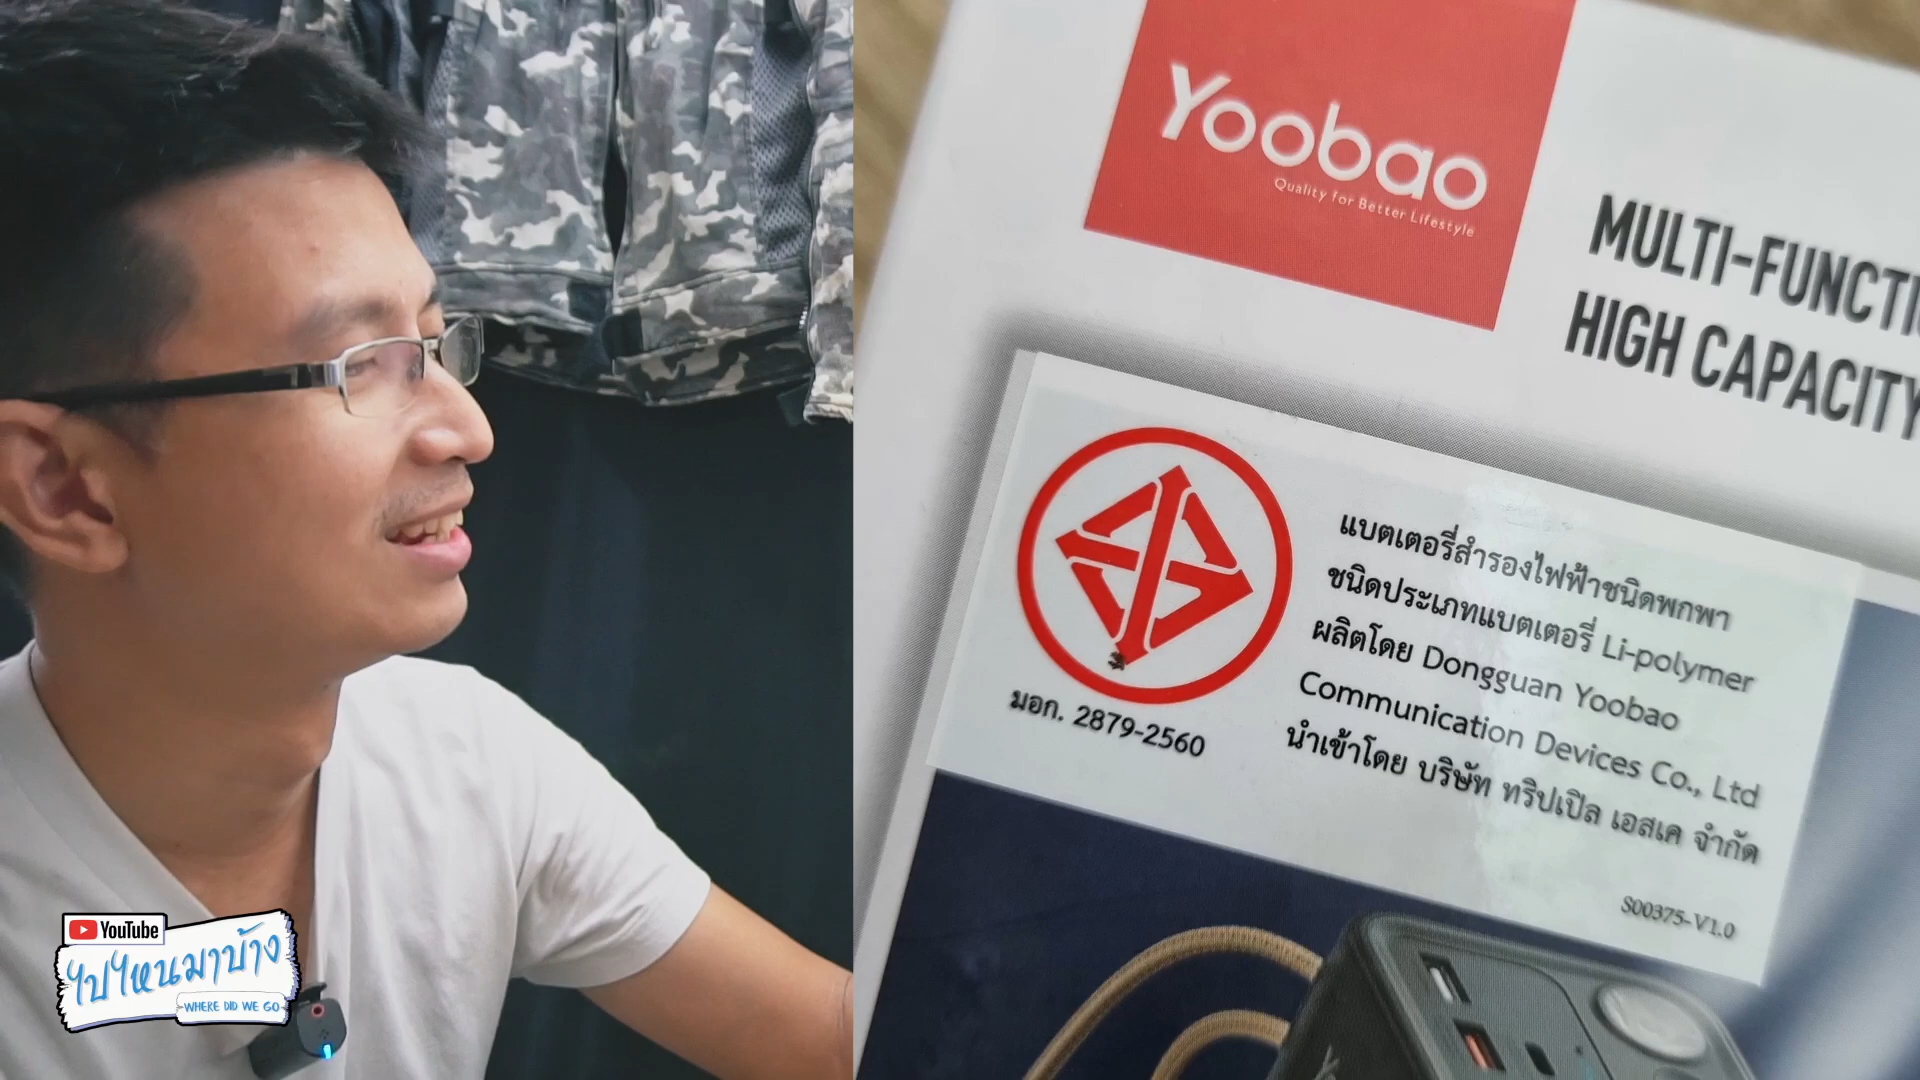 Yoobao
Quality for Better Lifestyle
MULTI-FUNCTI
HIGH CAPACITY
แบตเตอรี่สำรองไฟฟ้าชนิดพกพา
ชนิดประเภทแบตเตอรี่ Li-polymer
ผลิตโดย Dongguan Yoobao
Communication Devices Co., Ltd
นำเข้าโดย บริษัท ทริปเปิล เอสเค จำกัด
มอก. 2879-2560
S00375-V1.0
YouTube
ไปไหนมาบ้าง
-WHERE DID WE GO-